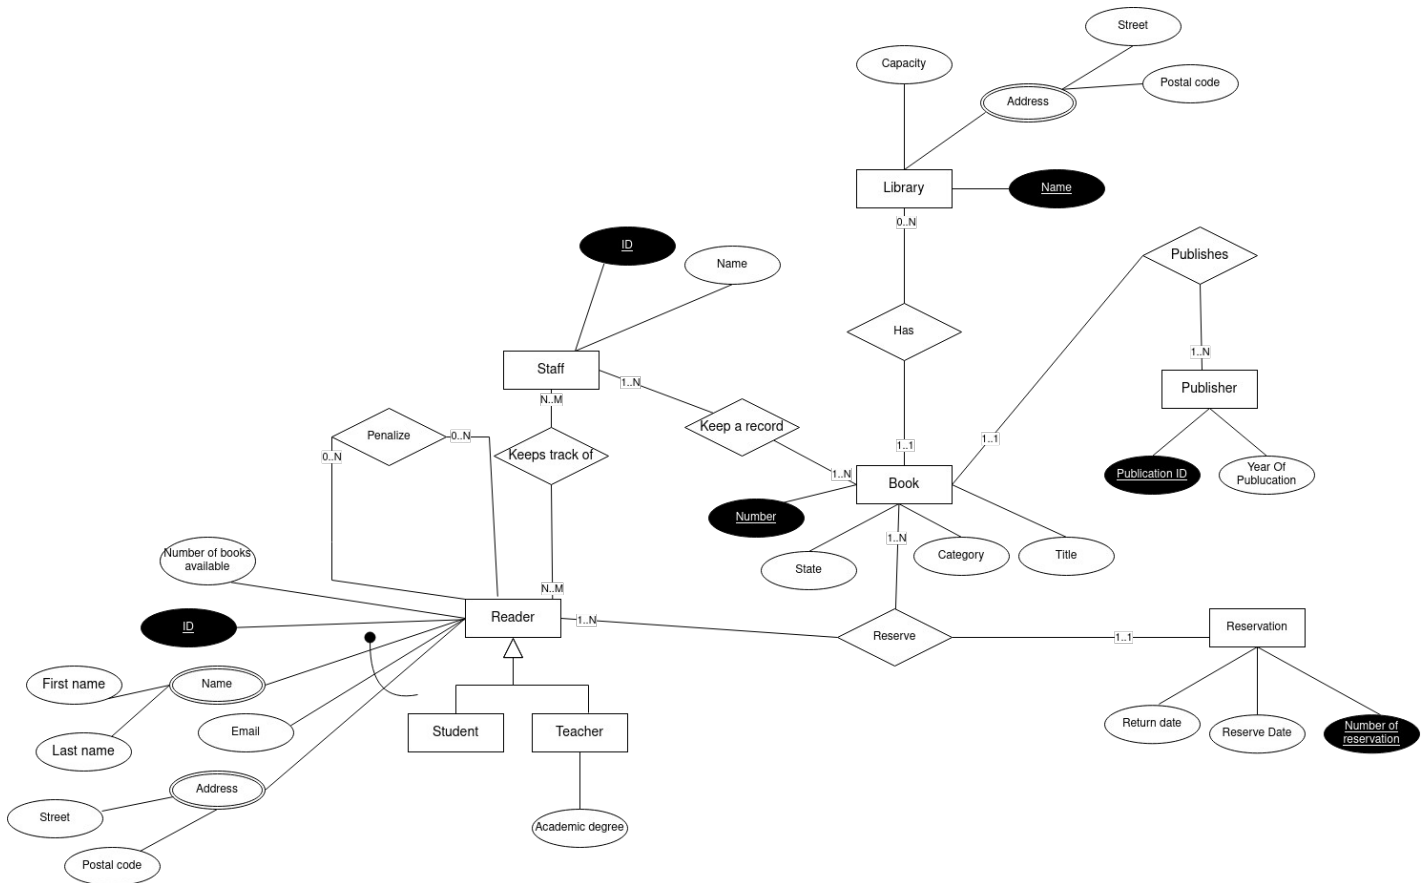 Street
Capacity
Postal code
Address
Library
Name
0..N
ID
Name
Publishes
Has
1..N
Staff
1..N
Publisher
N..M
Penalize
0..N
Keep a record
1..1
1..1
0..N
Keeps track of
1..N
Book
Publication ID
Year Of
Publucation
Number
1..N
State
Category
Title
Number of books
available
N..M
Reader
1..N
ID
Reserve
1..1
Reservation
First name
Name
Email
Student
Teacher
Return date
Reserve Date
Number of
reservation
Last name
Address
Street
Academic degree
Postal code